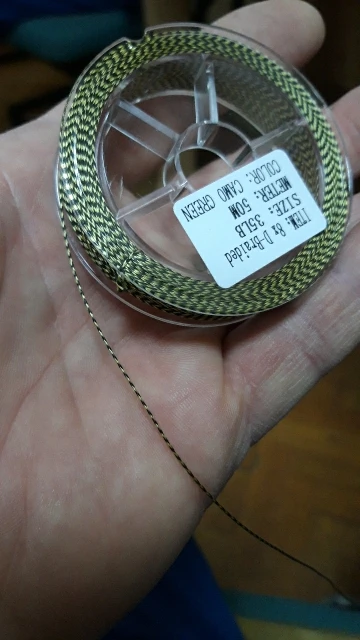 ITEM: 8x D-Braided
SIZE: 35LB
METER: 50M
COLOR: CAMO GREEN